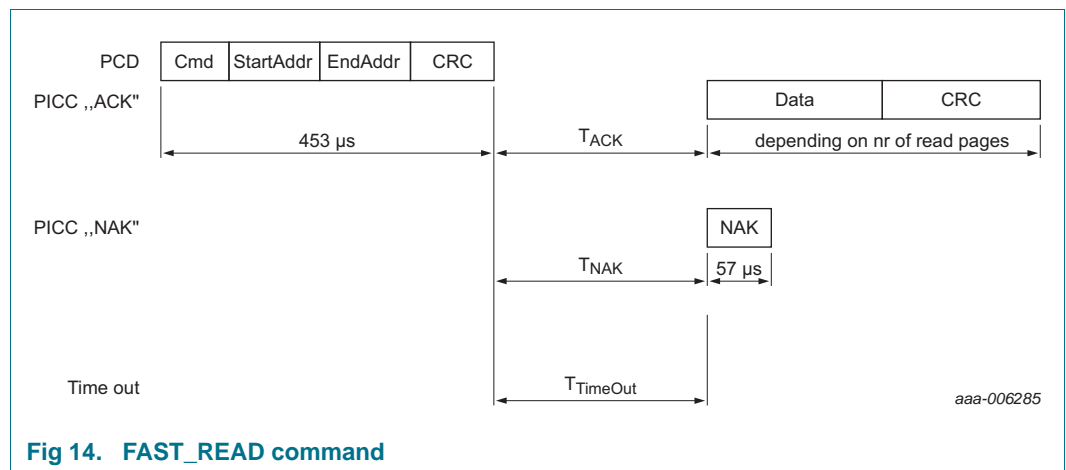 PCD Cmd StartAddr EndAddr CRC
PICC ,,ACK" Data CRC
453 µs TACK depending on nr of read pages
PICC ,,NAK" NAK
TNAK 57 µs
Time out TTimeOut aaa-006285
Fig 14. FAST_READ command